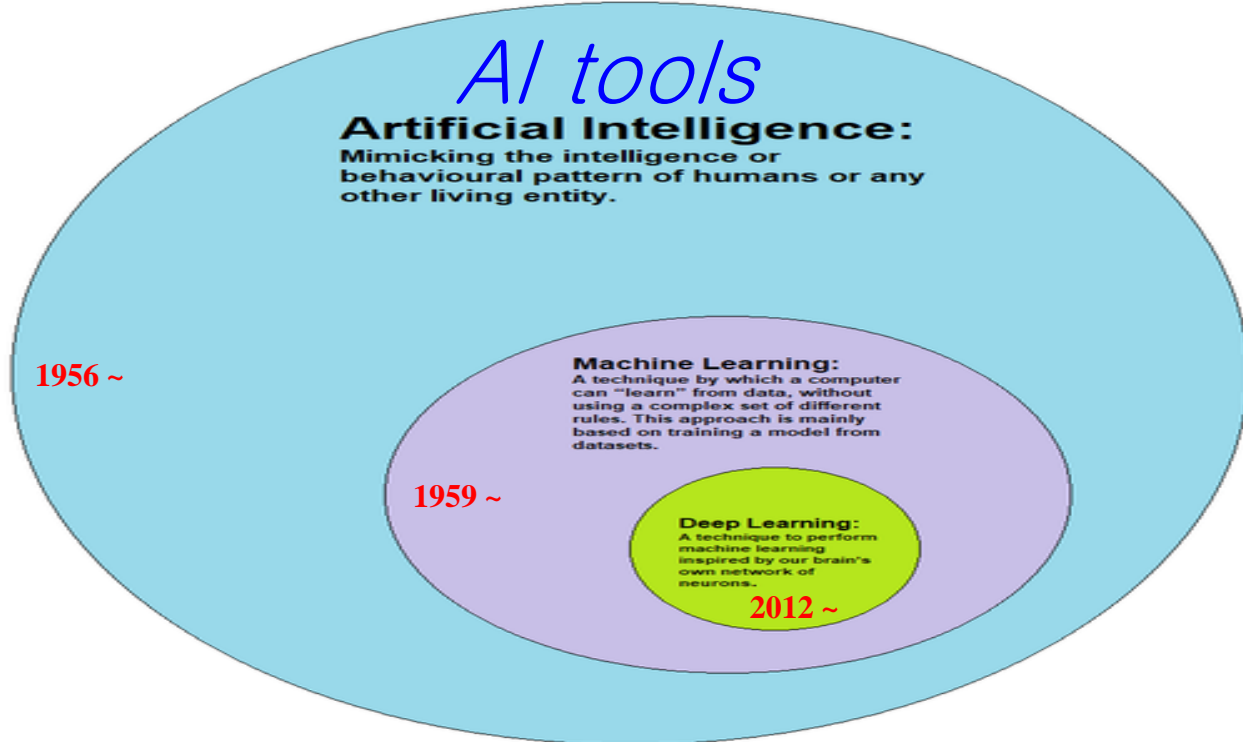 AI tools
Artificial Intelligence:
Mimicking the intelligence or
behavioural pattern of humans or any
other living entity.
1956 ~
Machine Learning:
A technique by which a computer
can "learn" from data, without
using a complex set of different
rules. This approach is mainly
based on training a model from
datasets.
1959 ~
Deep Learning:
A technique to perform
machine learning
inspired by our brain's
own network of
neurons.
2012 ~